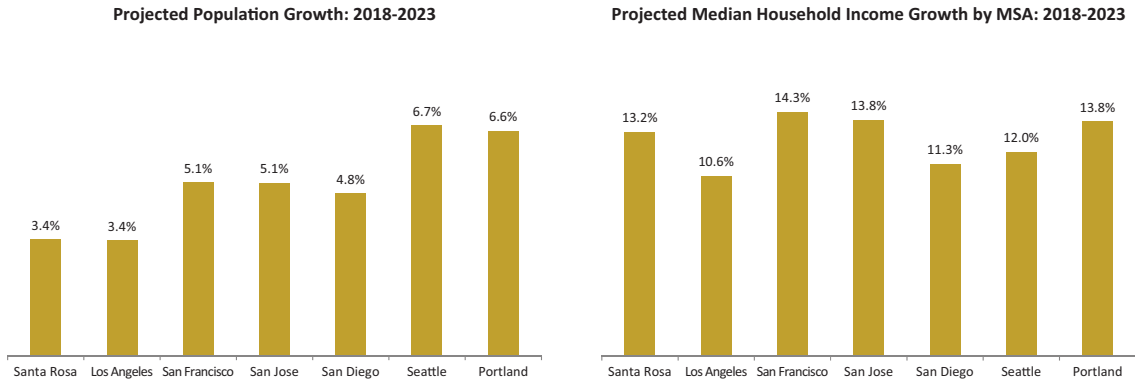 Projected Population Growth: 2018-2023
3.4%
3.4%
5.1%
5.1%
4.8%
6.7%
6.6%
Santa Rosa
Los Angeles
San Francisco
San Jose
San Diego
Seattle
Portland
Projected Median Household Income Growth by MSA: 2018-2023
13.2%
10.6%
14.3%
13.8%
11.3%
12.0%
13.8%
Santa Rosa
Los Angeles
San Francisco
San Jose
San Diego
Seattle
Portland